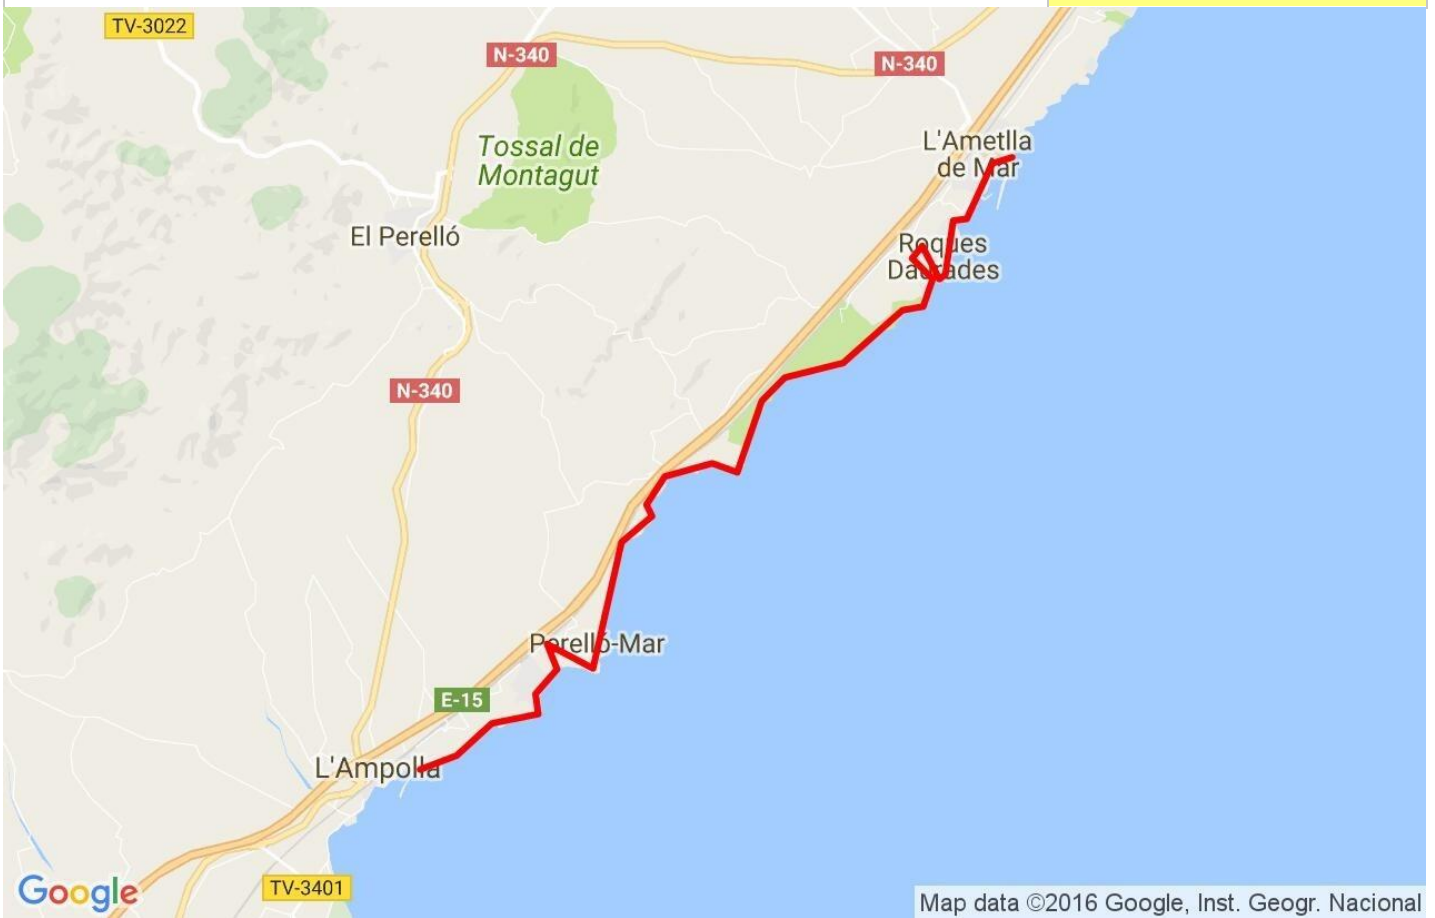 TV-3022
N-340
N-340
L'Ametlla
de Mar
Tossal de
Montagut
El Perelló
Roques
Daurades
N-340
Perelló-Mar
E-15
L'Ampolla
TV-3401
Google
Map data ©2016 Google, Inst. Geogr. Nacional